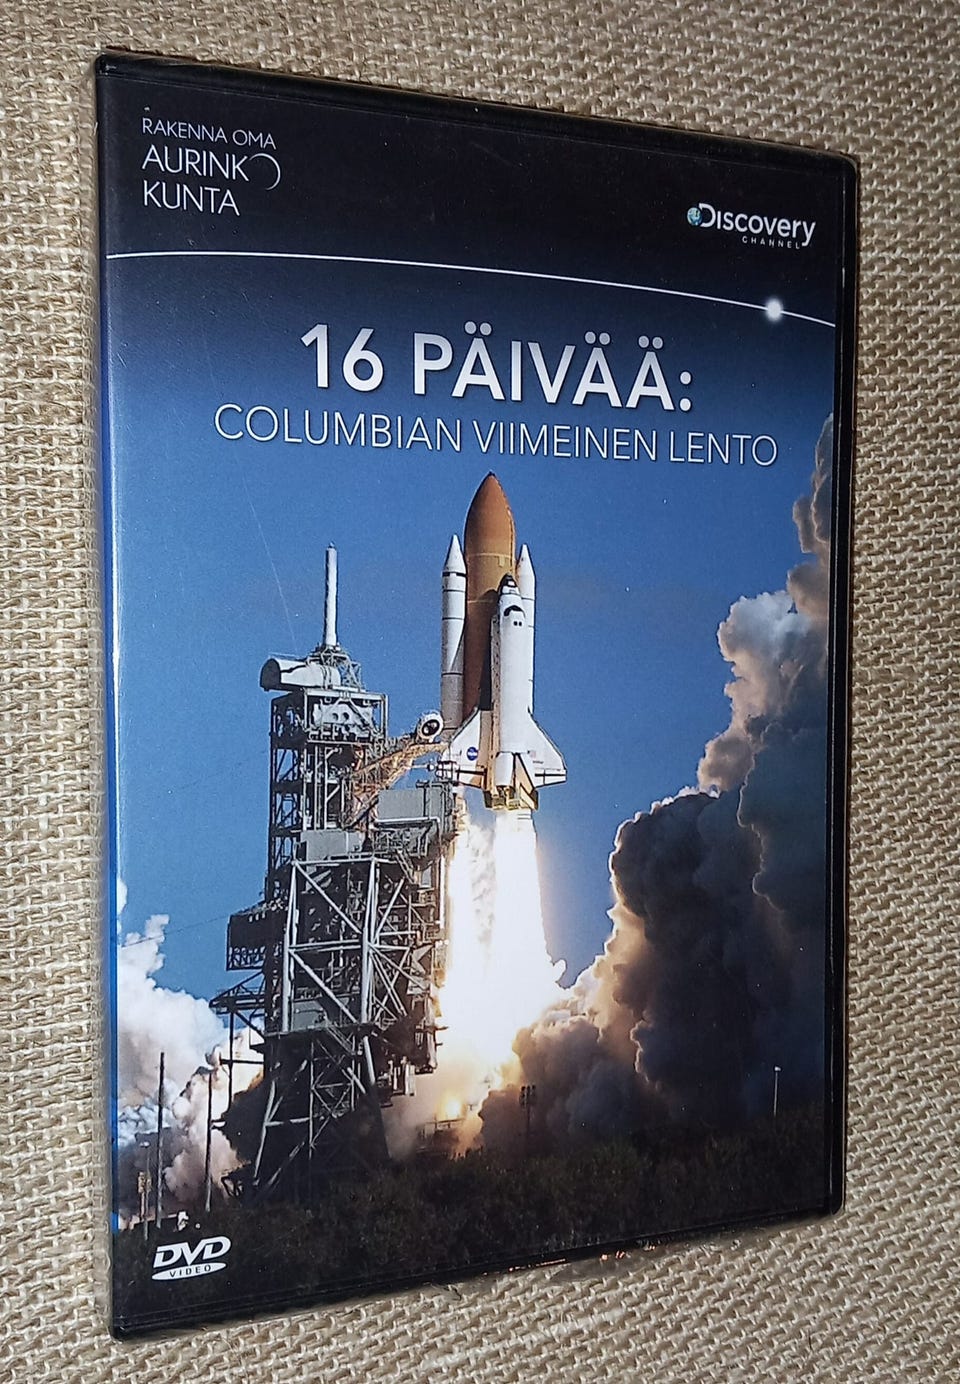 RAKENNA OMA
AURINKO
KUNTA
Discovery
CHANNEL
16 PÄIVÄÄ:
COLUMBIAN VIIMEINEN LENTO
DVD
VIDEO